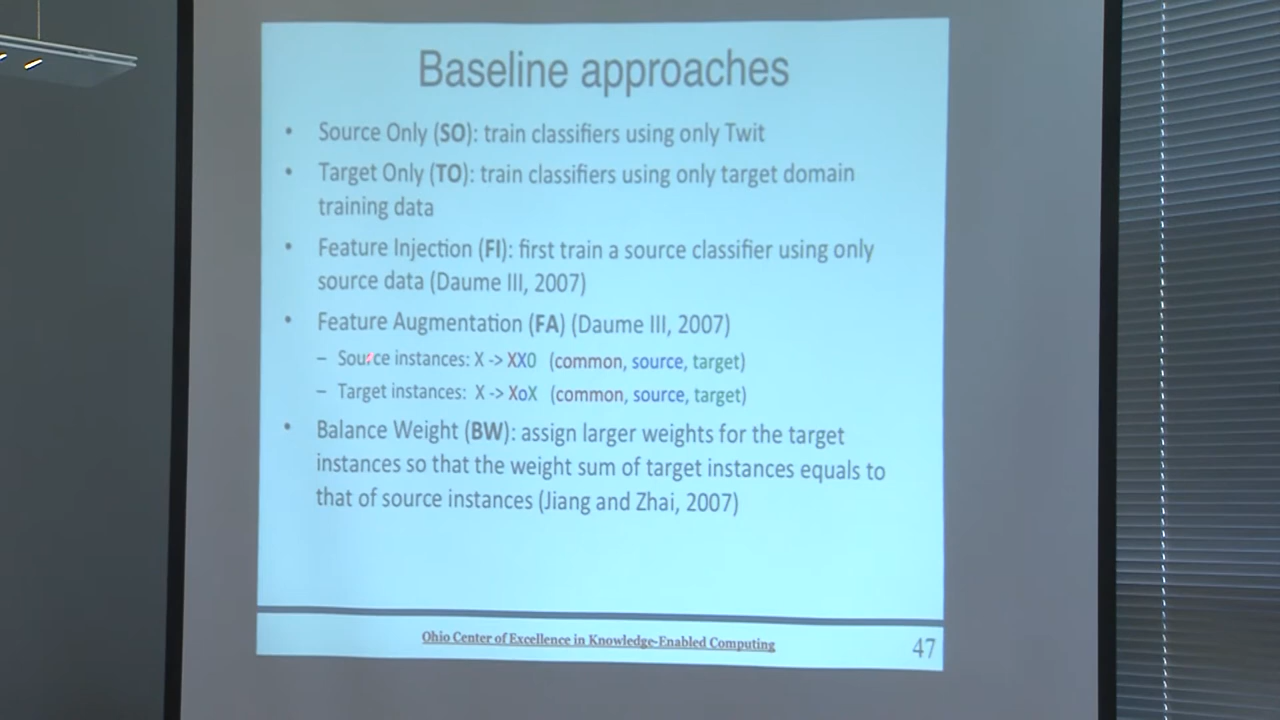 Baseline approaches
• Source Only (SO): train classifiers using only Twit
• Target Only (TO): train classifiers using only target domain
training data
• Feature Injection (FI): first train a source classifier using only
source data (Daume III, 2007)
• Feature Augmentation (FA) (Daume III, 2007)
– Source instances: X -> XX0 (common, source, target)
– Target instances: X -> XoX (common, source, target)
• Balance Weight (BW): assign larger weights for the target
instances so that the weight sum of target instances equals to
that of source instances (Jiang and Zhai, 2007)
Ohio Center of Excellence in Knowledge-Enabled Computing
47